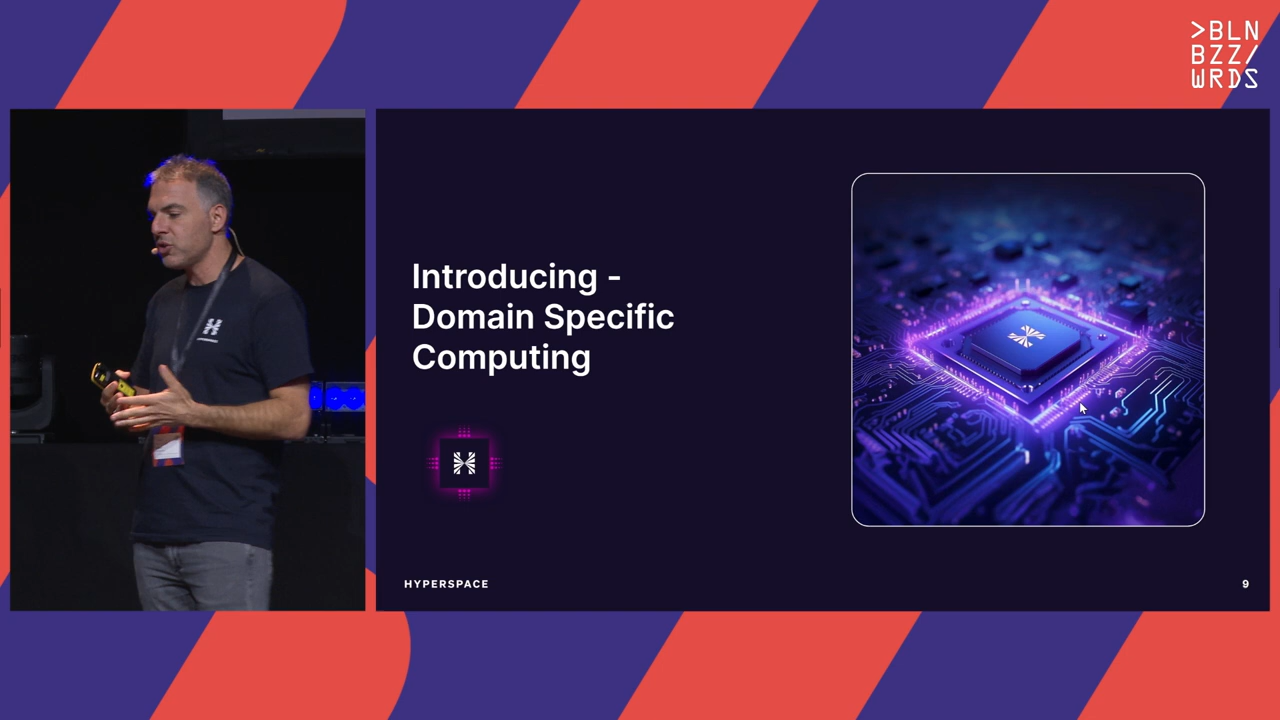 >BLN
BZZ/
WRDS
Introducing -
Domain Specific
Computing
HYPERSPACE
9